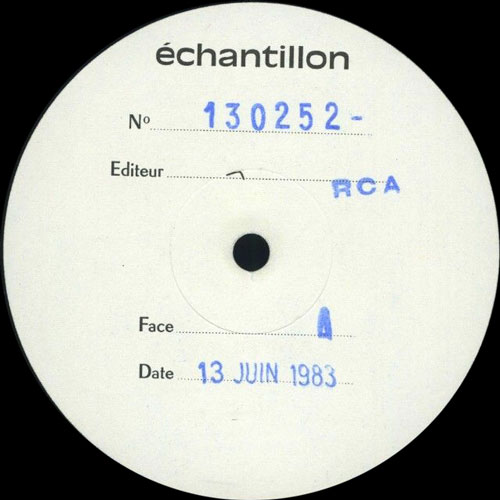 échantillon
Nº 130252-
Editeur RCA
Face A
Date 13 JUIN 1983